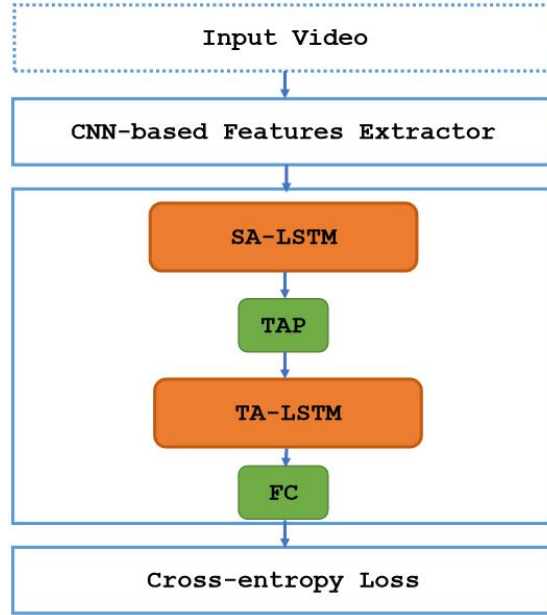 Input Video
CNN-based Features Extractor
SA-LSTM
TAP
TA-LSTM
FC
Cross-entropy Loss